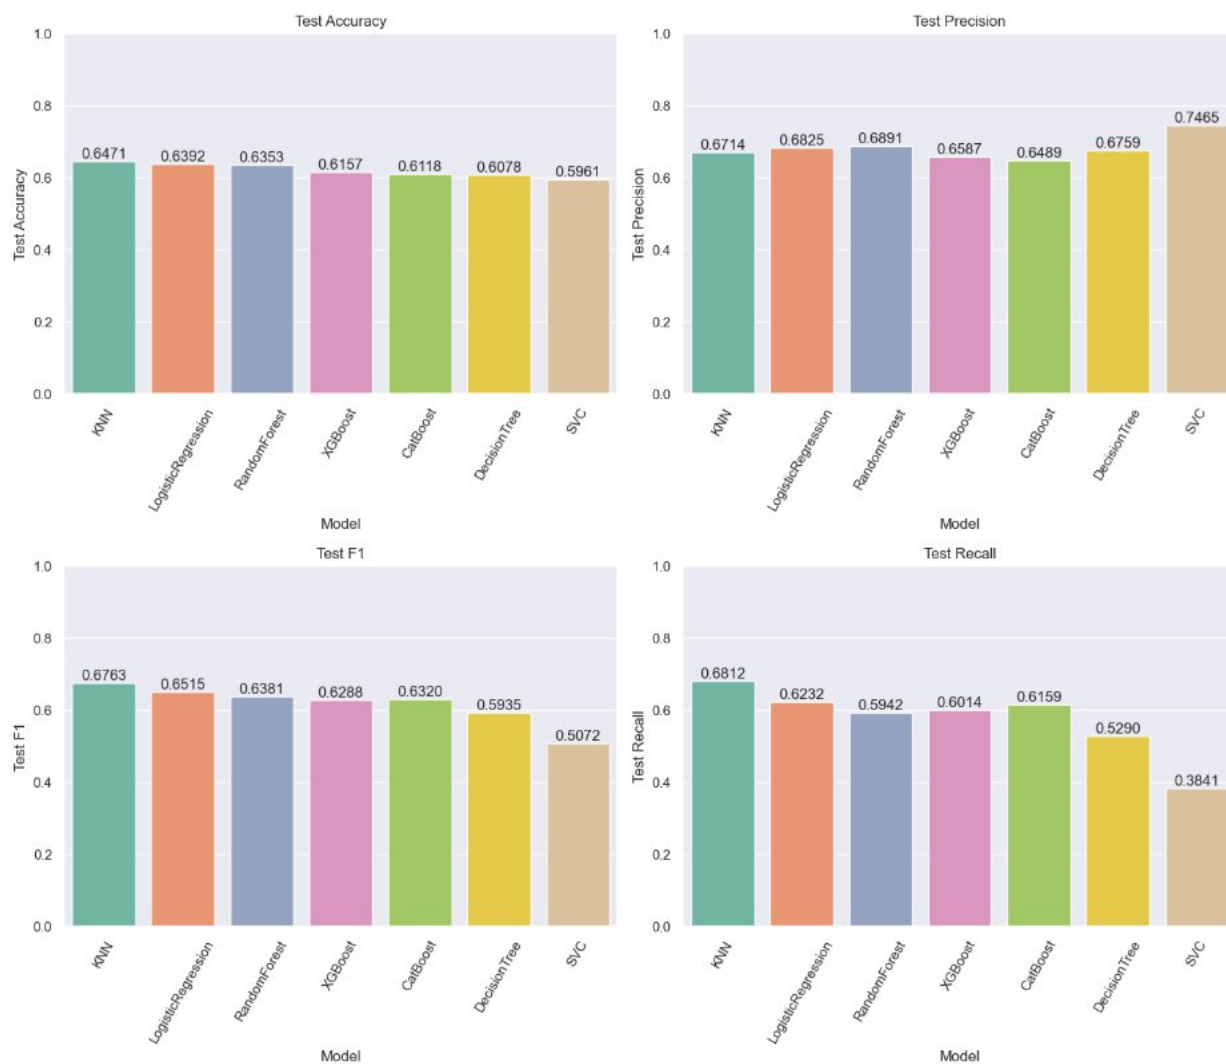 Test Accuracy
1.0
0.8
0.6
0.4
0.2
0.0
Test Accuracy
0.6471
0.6392
0.6353
0.6157
0.6118
0.6078
0.5961
KNN
LogisticRegression
RandomForest
XGBoost
CatBoost
DecisionTree
SVC
Model
Test Precision
1.0
0.8
0.6
0.4
0.2
0.0
Test Precision
0.6714
0.6825
0.6891
0.6587
0.6489
0.6759
0.7465
KNN
LogisticRegression
RandomForest
XGBoost
CatBoost
DecisionTree
SVC
Model
Test F1
1.0
0.8
0.6
0.4
0.2
0.0
Test F1
0.6763
0.6515
0.6381
0.6288
0.6320
0.5935
0.5072
KNN
LogisticRegression
RandomForest
XGBoost
CatBoost
DecisionTree
SVC
Model
Test Recall
1.0
0.8
0.6
0.4
0.2
0.0
Test Recall
0.6812
0.6232
0.5942
0.6014
0.6159
0.5290
0.3841
KNN
LogisticRegression
RandomForest
XGBoost
CatBoost
DecisionTree
SVC
Model